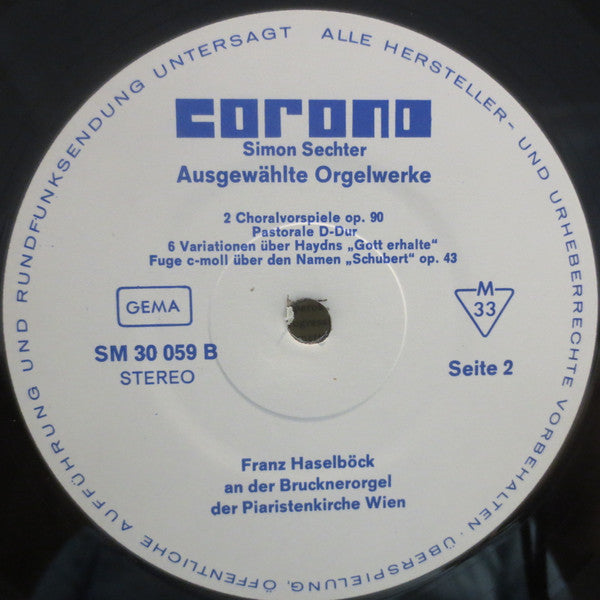 corona
Simon Sechter
Ausgewählte Orgelwerke
2 Choralvorspiele op. 90
Pastorale D-Dur
6 Variationen über Haydns „Gott erhalte“
Fuge c-moll über den Namen „Schubert“ op. 43
GEMA
SM 30 059 B
STEREO
M
33
Seite 2
Franz Haselböck
an der Brucknerorgel
der Piaristenkirche Wien
ALLE HERSTELLER- UND URHEBERRECHTE VORBEHALTEN · ÜBERSPIELUNG, ÖFFENTLICHE AUFFÜHRUNG UND RUNDFUNKSENDUNG UNTERSAGT